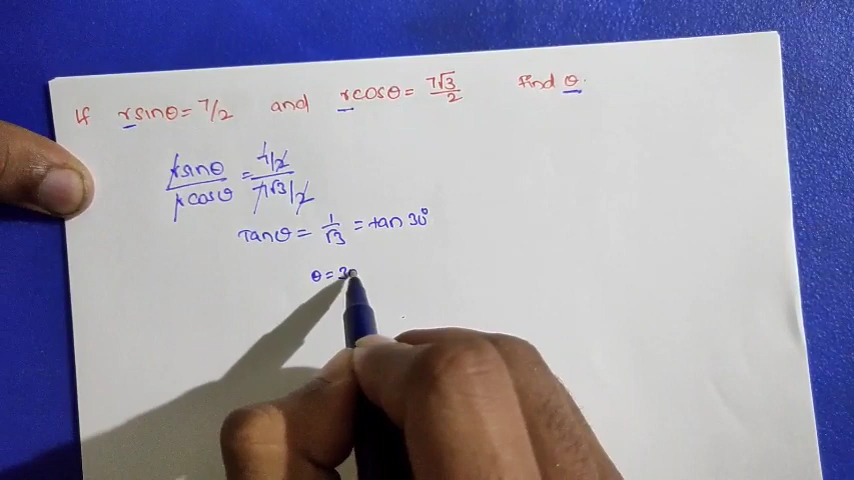 If rsinθ = 7/2 and rcosθ = 7√3/2 Find θ.
rsinθ/rcosθ = 7/2/7√3/2
Tanθ = 1/√3 = tan 30°
θ = 30